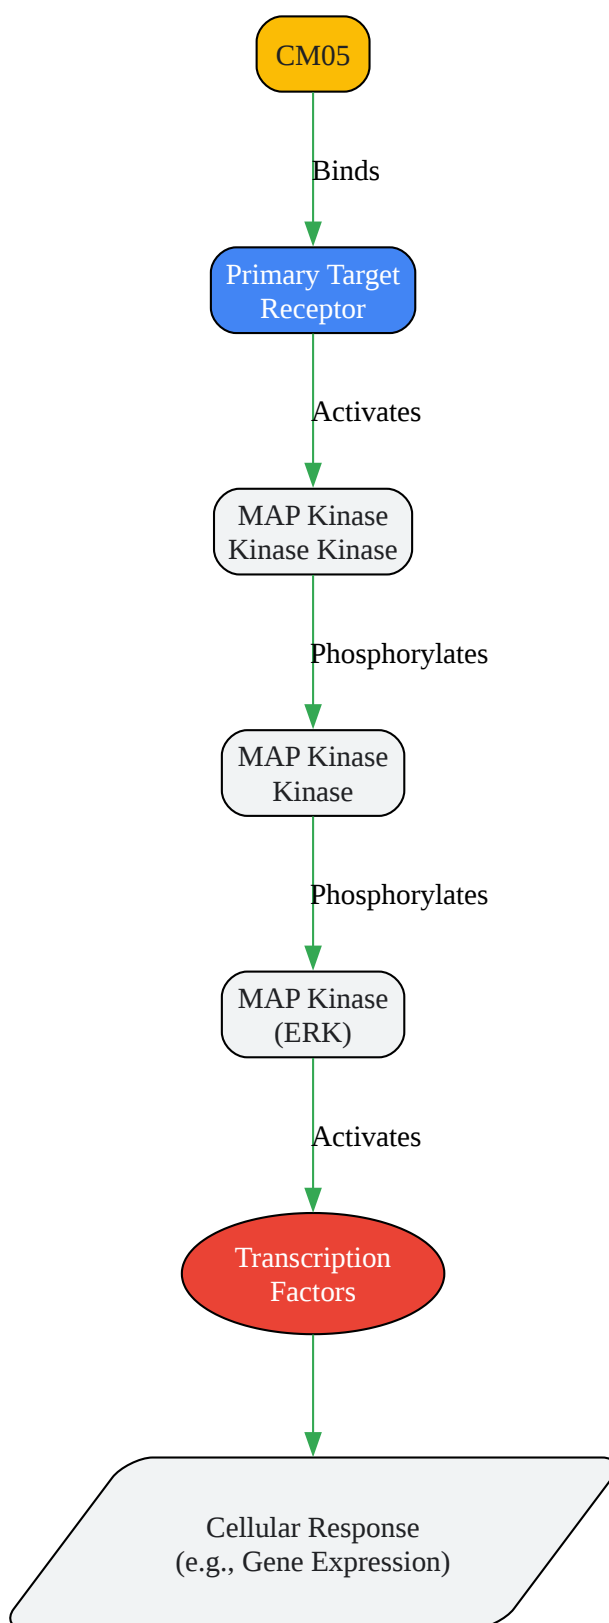 CM05
Binds
Primary Target
Receptor
Activates
MAP Kinase
Kinase Kinase
Phosphorylates
MAP Kinase
Kinase
Phosphorylates
MAP Kinase
(ERK)
Activates
Transcription
Factors
Cellular Response
(e.g., Gene Expression)